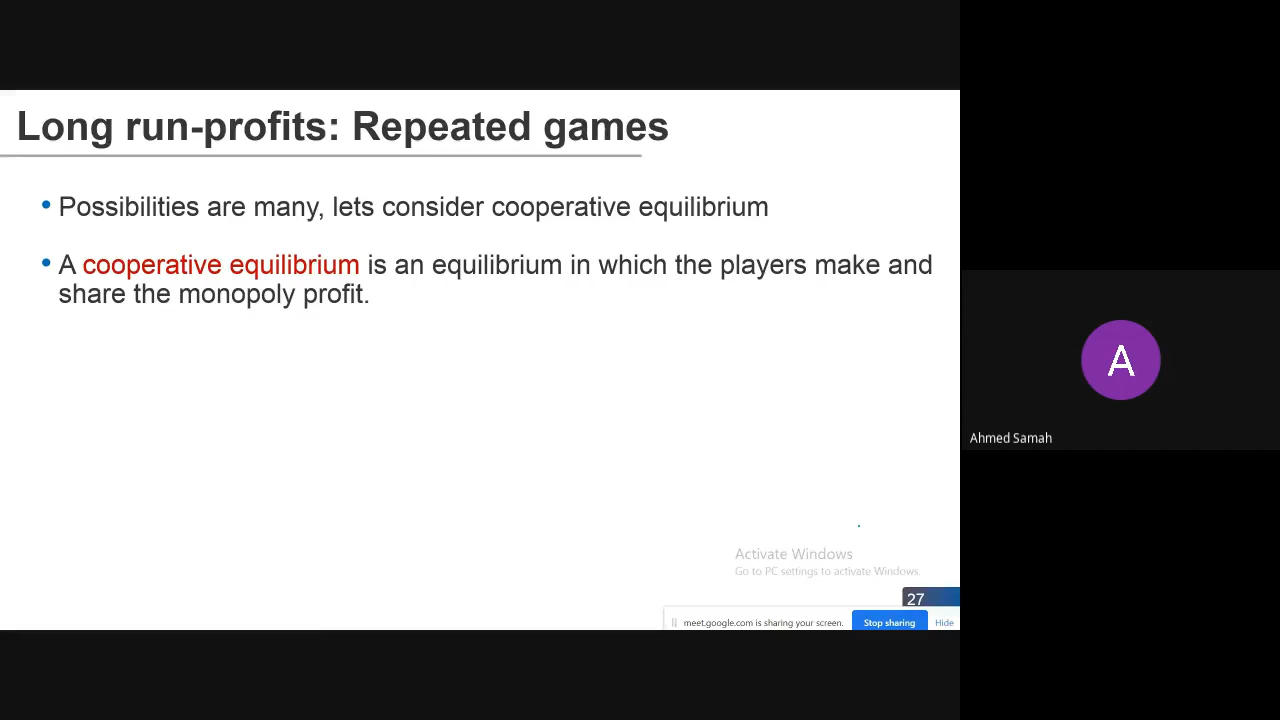 Long run-profits: Repeated games
• Possibilities are many, lets consider cooperative equilibrium
• A cooperative equilibrium is an equilibrium in which the players make and
share the monopoly profit.
A
Ahmed Samah
Activate Windows
Go to PC settings to activate Windows.
27
meet.google.com is sharing your screen.
Stop sharing
Hide